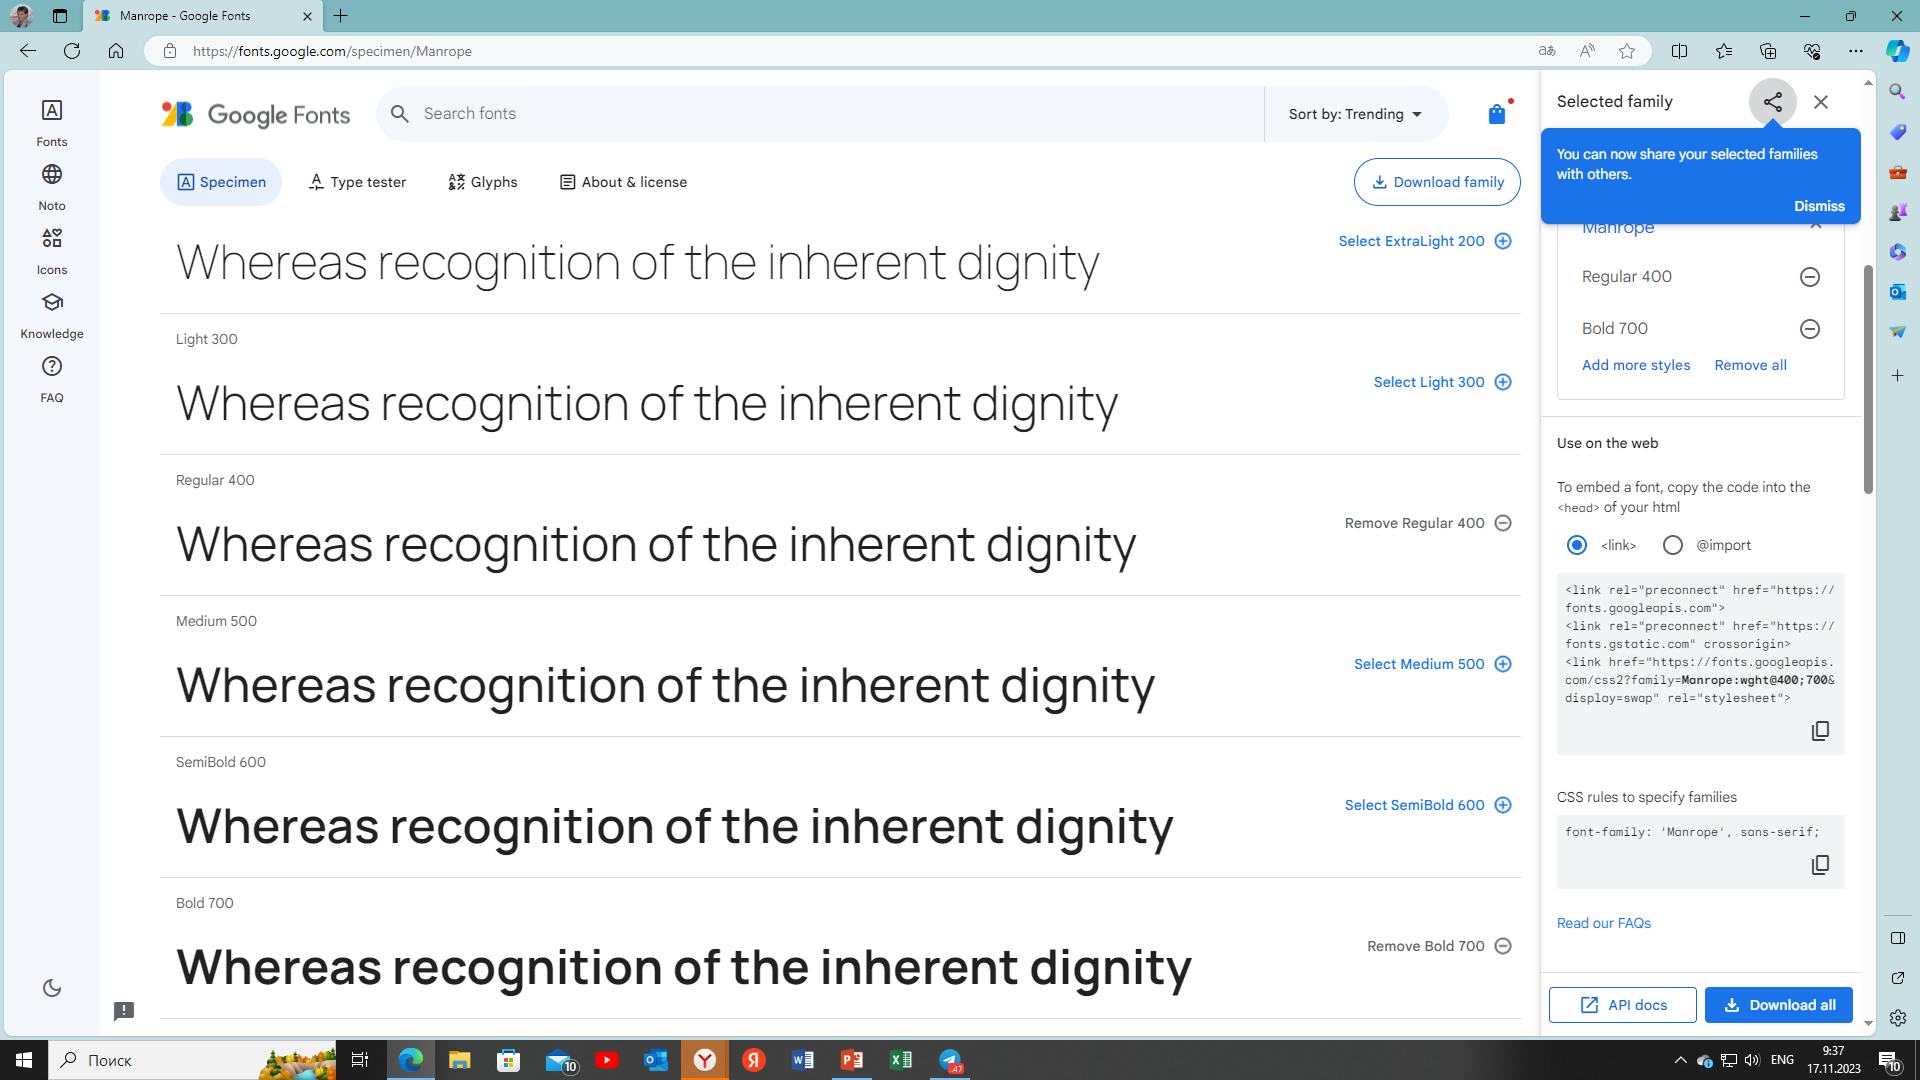 Manrope - Google Fonts
https://fonts.google.com/specimen/Manrope
Fonts
Noto
Icons
Knowledge
FAQ
Google Fonts
Search fonts
Sort by: Trending
Specimen
Type tester
Glyphs
About & license
Download family
Whereas recognition of the inherent dignity
Select ExtraLight 200
Light 300
Whereas recognition of the inherent dignity
Select Light 300
Regular 400
Whereas recognition of the inherent dignity
Remove Regular 400
Medium 500
Whereas recognition of the inherent dignity
Select Medium 500
SemiBold 600
Whereas recognition of the inherent dignity
Select SemiBold 600
Bold 700
Whereas recognition of the inherent dignity
Remove Bold 700
Selected family
You can now share your selected families
with others.
Dismiss
Manrope
Regular 400
Bold 700
Add more styles
Remove all
Use on the web
To embed a font, copy the code into the
<head> of your html
<link>
@import
<link rel="preconnect" href="https://
fonts.googleapis.com">
<link rel="preconnect" href="https://
fonts.gstatic.com" crossorigin>
<link href="https://fonts.googleapis.
com/css2?family=Manrope:wght@400;700&
display=swap" rel="stylesheet">
CSS rules to specify families
font-family: 'Manrope', sans-serif;
Read our FAQs
API docs
Download all
Поиск
10
47
ENG
9:37
17.11.2023
10